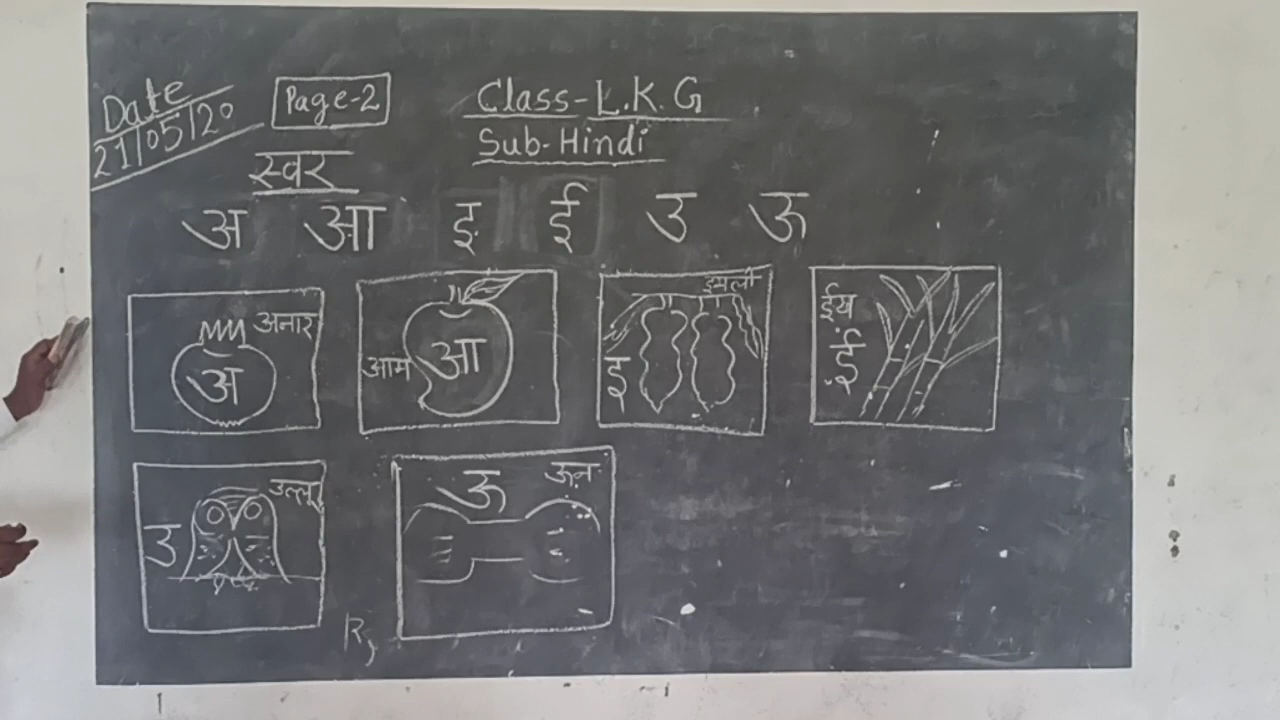 Date
21/05/20
Page-2
Class-L.K.G
Sub-Hindi
स्वर
अ आ इ ई उ ऊ
अनार
अ
आम
आ
इमली
इ
ईख
ई
उल्लू
उ
ऊ
ऊन